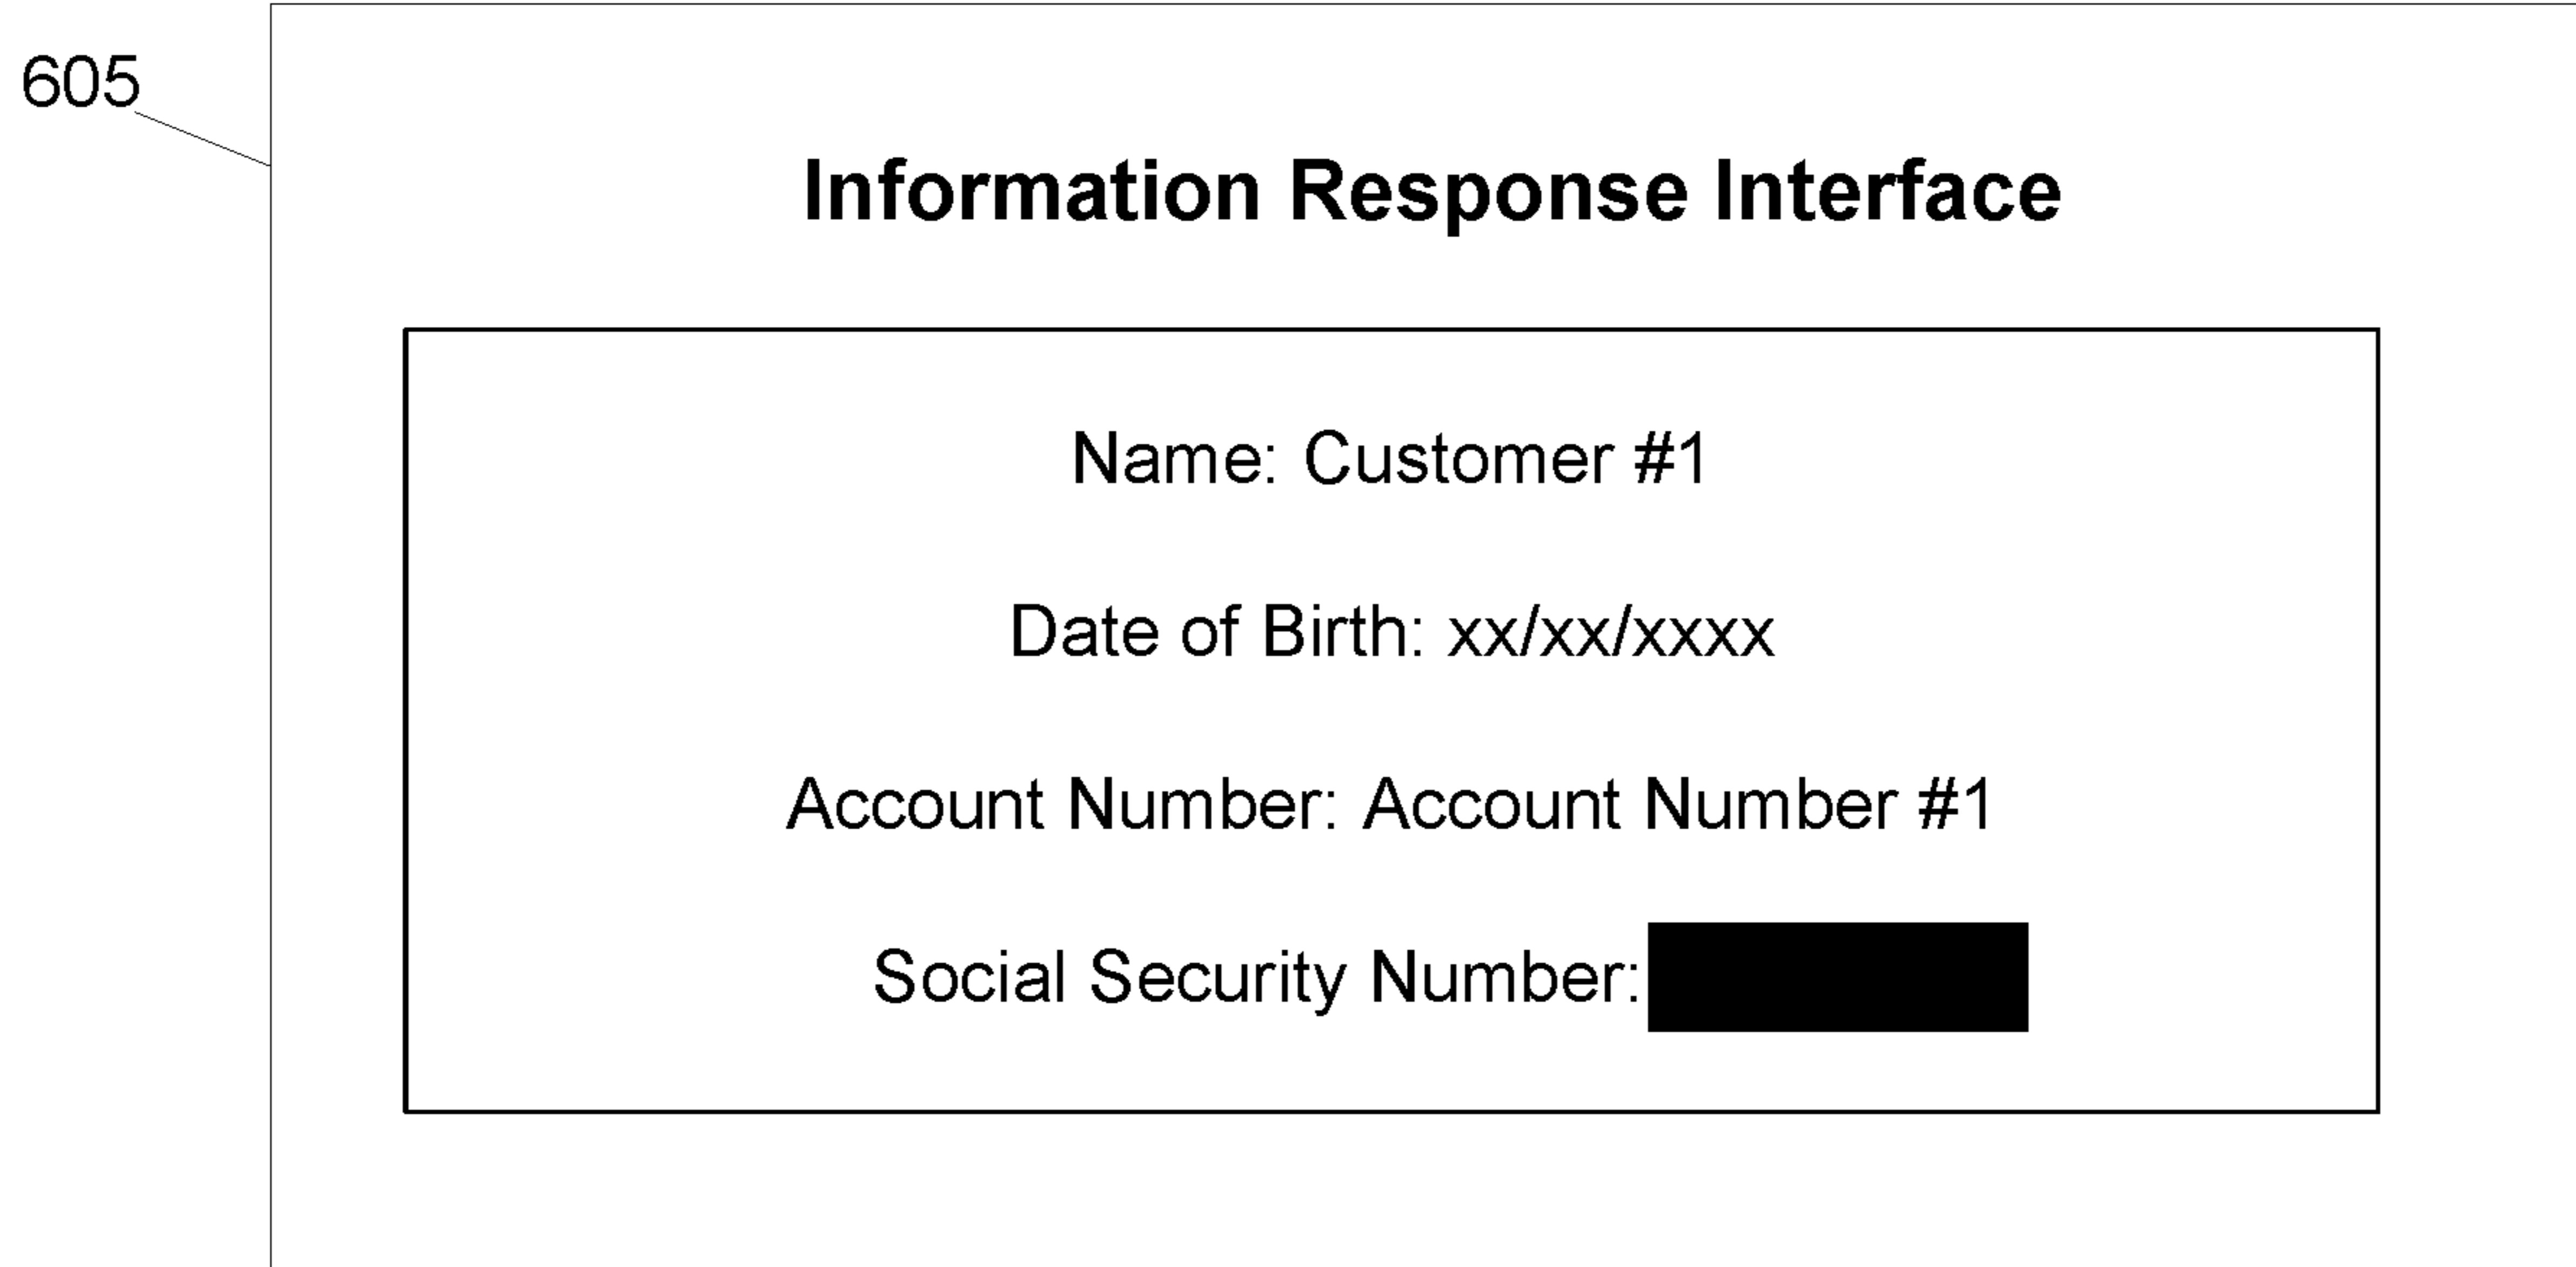 605
Information Response Interface
Name: Customer #1
Date of Birth: xx/xx/xxxx
Account Number: Account Number #1
Social Security Number: